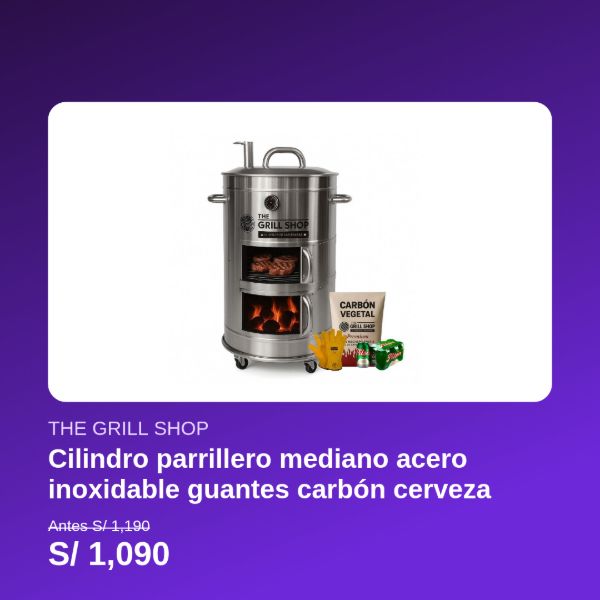 THE
GRILL SHOP
CARBÓN
VEGETAL
GRILL SHOP
Premium
THE GRILL SHOP
Cilindro parrillero mediano acero
inoxidable guantes carbón cerveza
Antes S/ 1,190
S/ 1,090